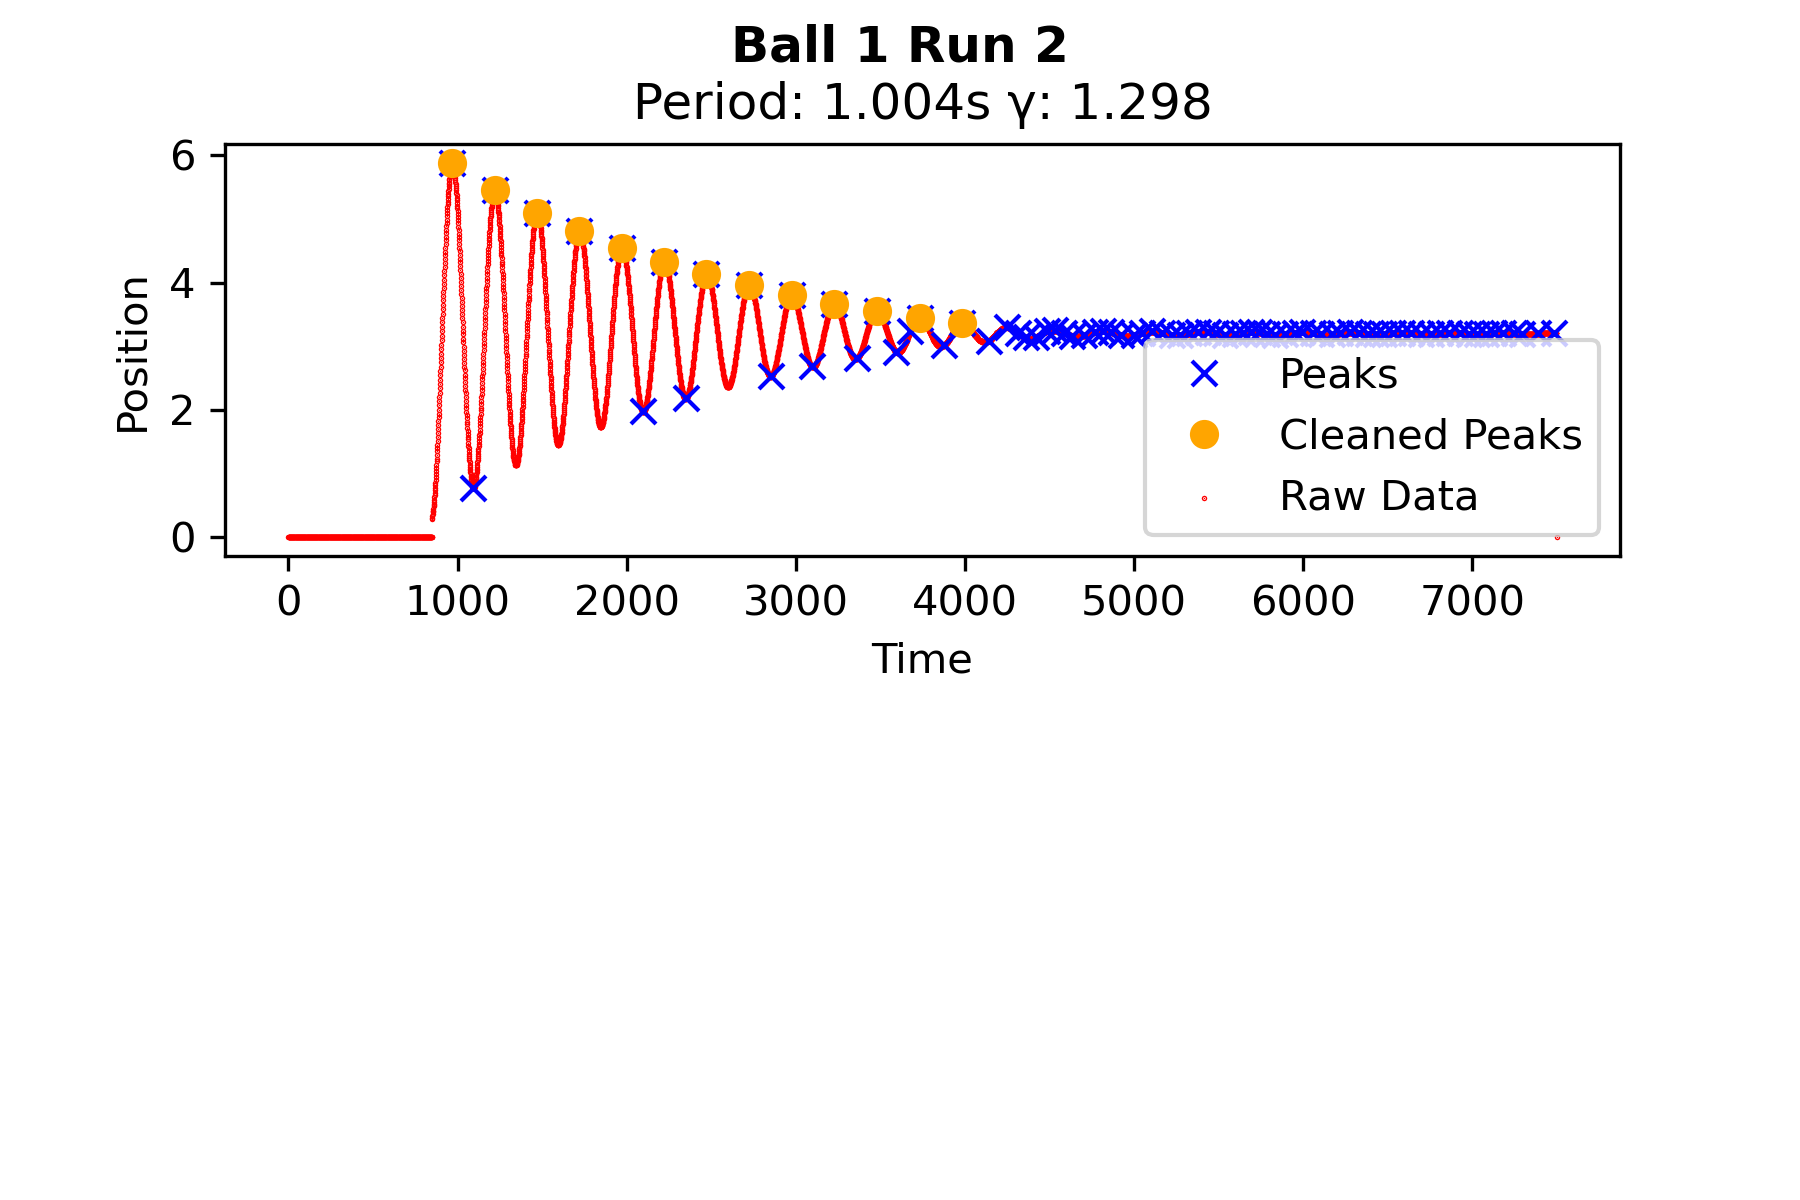 Ball 1 Run 2
Period: 1.004s γ: 1.298
6
4
2
0
Position
0 1000 2000 3000 4000 5000 6000 7000
Time
Peaks
Cleaned Peaks
Raw Data